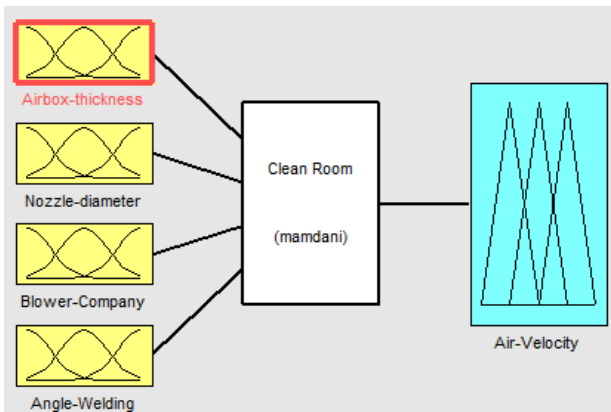 Airbox-thickness
Nozzle-diameter
Blower-Company
Angle-Welding
Clean Room
(mamdani)
Air-Velocity